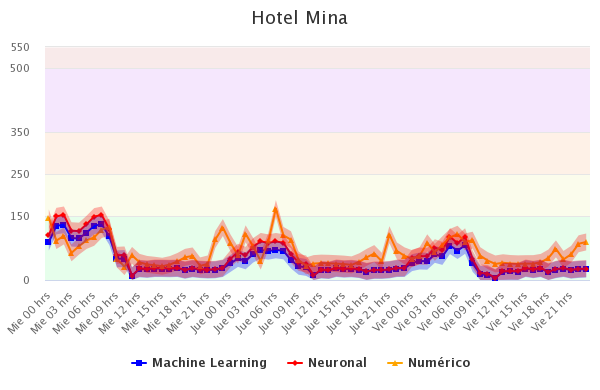 Hotel Mina
550
500
350
250
150
0
Mie 00 hrs
Mie 03 hrs
Mie 06 hrs
Mie 09 hrs
Mie 12 hrs
Mie 15 hrs
Mie 18 hrs
Mie 21 hrs
Jue 00 hrs
Jue 03 hrs
Jue 06 hrs
Jue 09 hrs
Jue 12 hrs
Jue 15 hrs
Jue 18 hrs
Jue 21 hrs
Vie 00 hrs
Vie 03 hrs
Vie 06 hrs
Vie 09 hrs
Vie 12 hrs
Vie 15 hrs
Vie 18 hrs
Vie 21 hrs
Machine Learning Neuronal Numérico